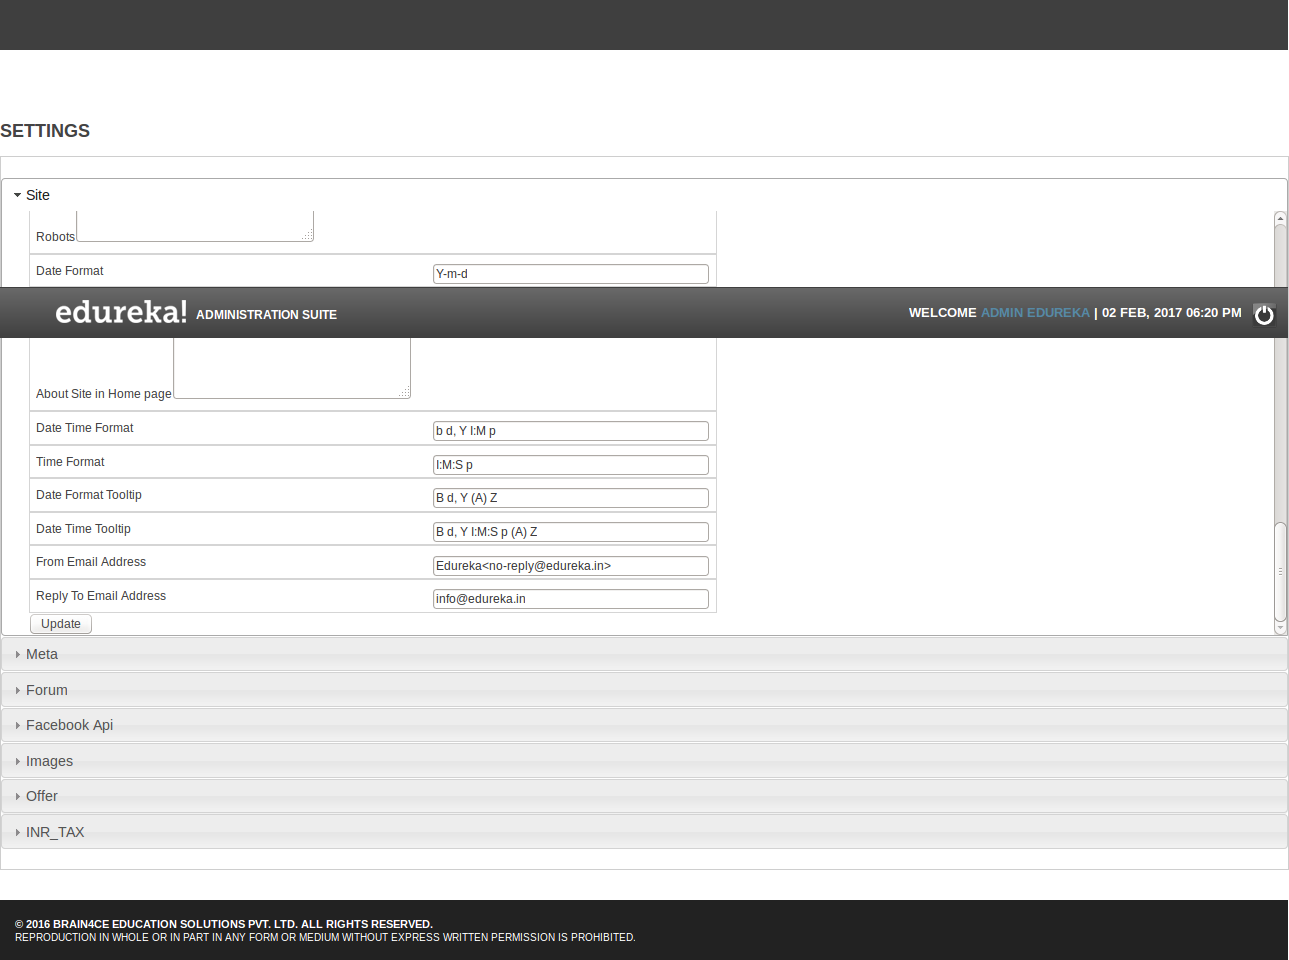 SETTINGS
Site
Robots
Date Format Y-m-d
edureka! ADMINISTRATION SUITE WELCOME ADMIN EDUREKA | 02 FEB, 2017 06:20 PM
About Site in Home page
Date Time Format b d, Y I:M p
Time Format I:M:S p
Date Format Tooltip B d, Y (A) Z
Date Time Tooltip B d, Y I:M:S p (A) Z
From Email Address Edureka<no-reply@edureka.in>
Reply To Email Address info@edureka.in
Update
Meta
Forum
Facebook Api
Images
Offer
INR_TAX
© 2016 BRAIN4CE EDUCATION SOLUTIONS PVT. LTD. ALL RIGHTS RESERVED.
REPRODUCTION IN WHOLE OR IN PART IN ANY FORM OR MEDIUM WITHOUT EXPRESS WRITTEN PERMISSION IS PROHIBITED.